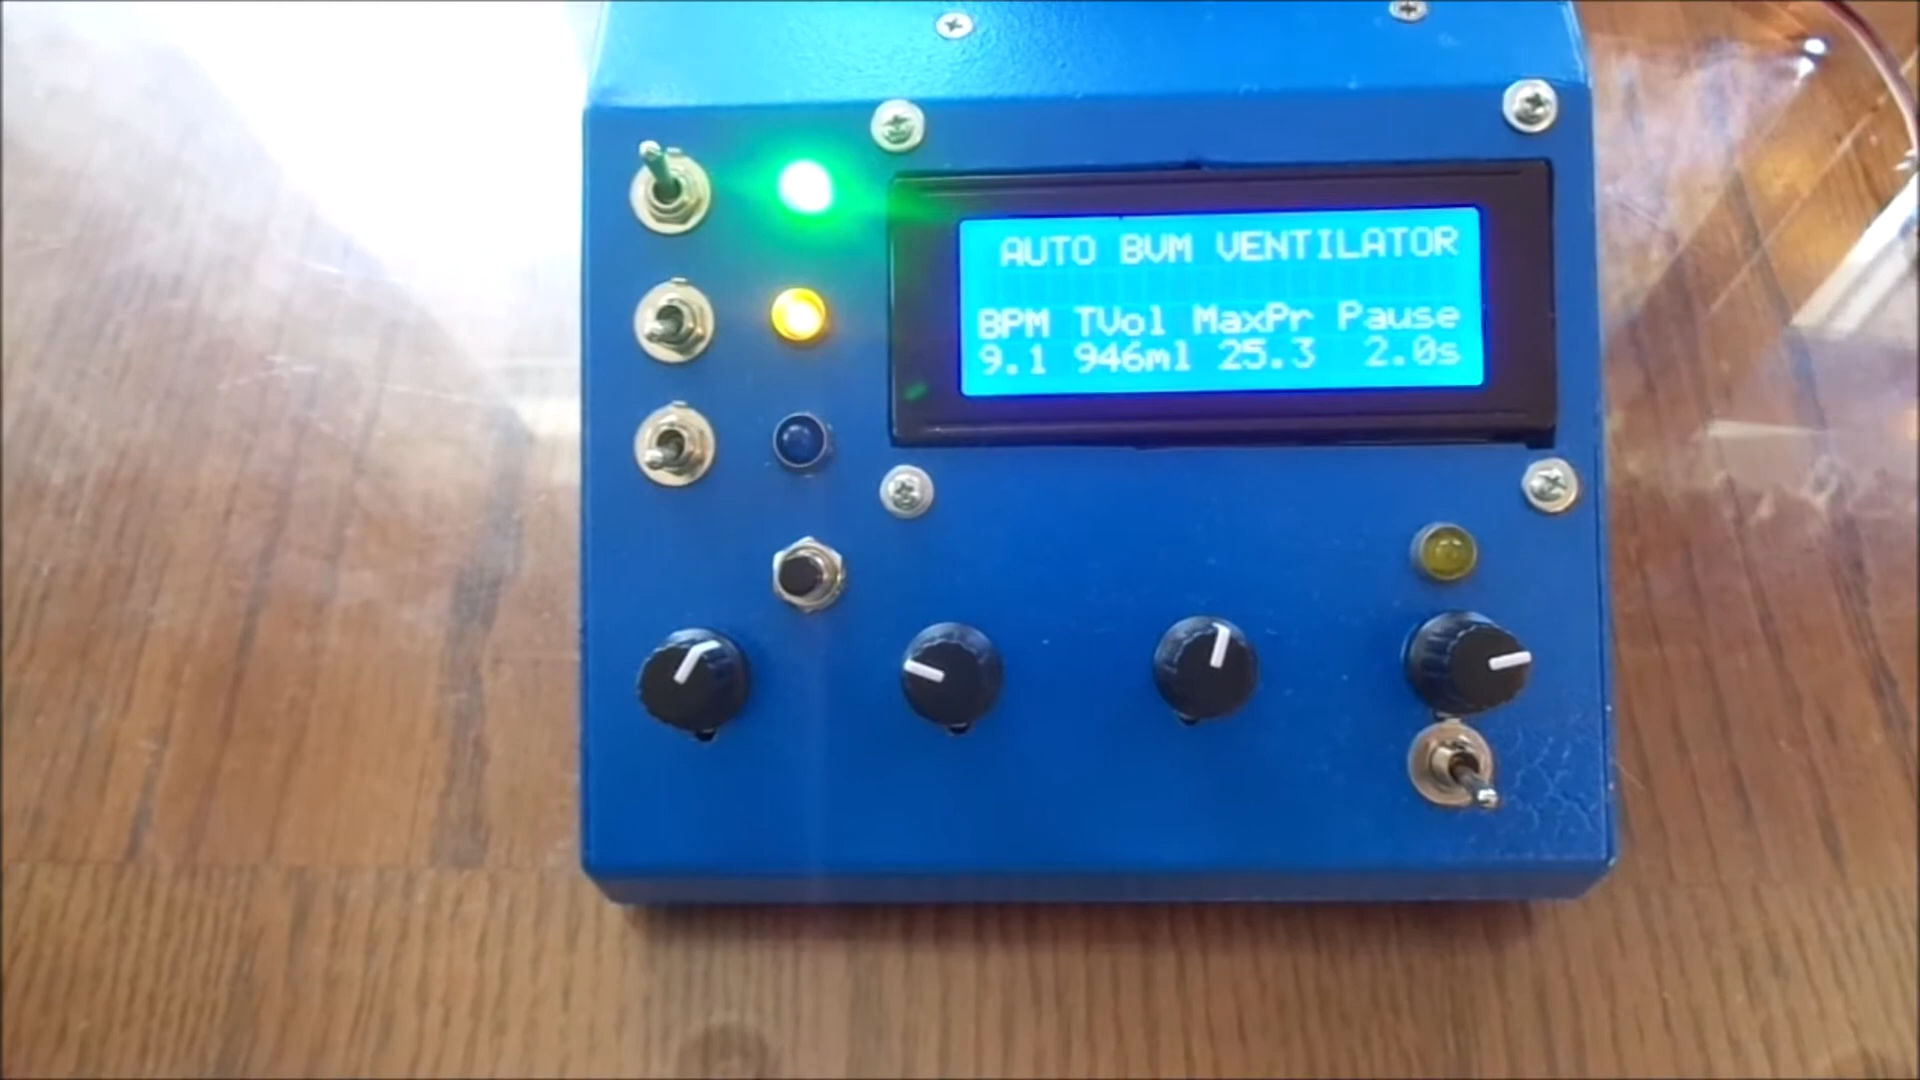 AUTO BVM VENTILATOR
BPM TVol MaxPr Pause
9.1 946ml 25.3 2.0s